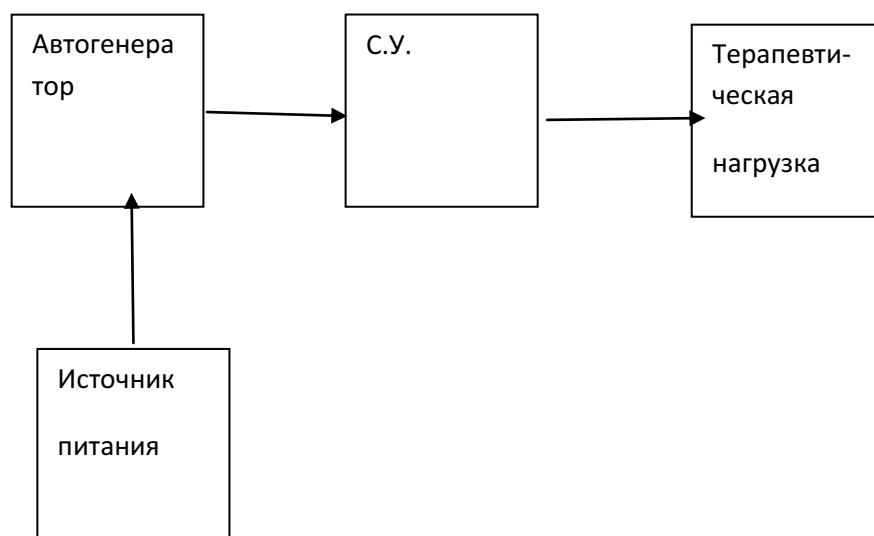 Автогенера
тор
С.У.
Терапевти-
ческая
нагрузка
Источник
питания